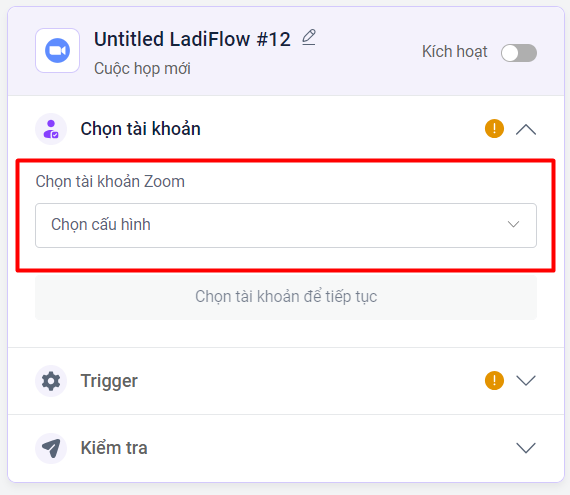 Untitled LadiFlow #12
Cuộc họp mới
Kích hoạt
Chọn tài khoản
Chọn tài khoản Zoom
Chọn cấu hình
Chọn tài khoản để tiếp tục
Trigger
Kiểm tra